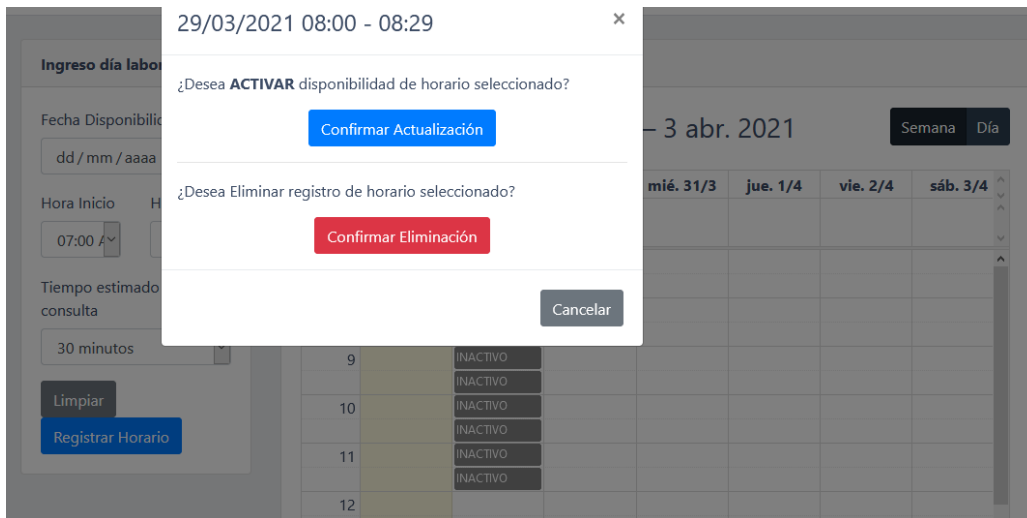 29/03/2021 08:00 - 08:29
×
¿Desea ACTIVAR disponibilidad de horario seleccionado?
Confirmar Actualización
¿Desea Eliminar registro de horario seleccionado?
Confirmar Eliminación
Cancelar
Ingreso día
Fecha
dd/mm/aaaa
Hora Inicio
07:00
Tiempo estimado
consulta
30 minutos
Limpiar
Registrar Horario
– 3 abr. 2021
Semana Día
mié. 31/3 jue. 1/4 vie. 2/4 sáb. 3/4
9 INACTIVO
INACTIVO
10 INACTIVO
INACTIVO
11 INACTIVO
INACTIVO
12